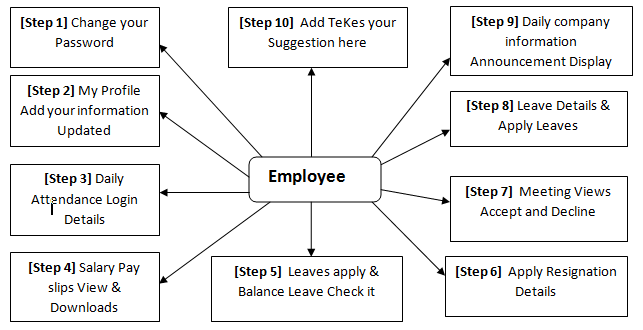 [Step 1] Change your
Password
[Step 10]  Add TeKes your
Suggestion here
[Step 9] Daily company
information
Announcement Display
[Step 2] My Profile
Add your information
Updated
[Step 8] Leave Details &
Apply Leaves
[Step 3] Daily
Attendance Login
Details
Employee
[Step 7]  Meeting Views
Accept and Decline
[Step 4] Salary Pay
slips View &
Downloads
[Step 5]  Leaves apply &
Balance Leave Check it
[Step 6]  Apply Resignation
Details